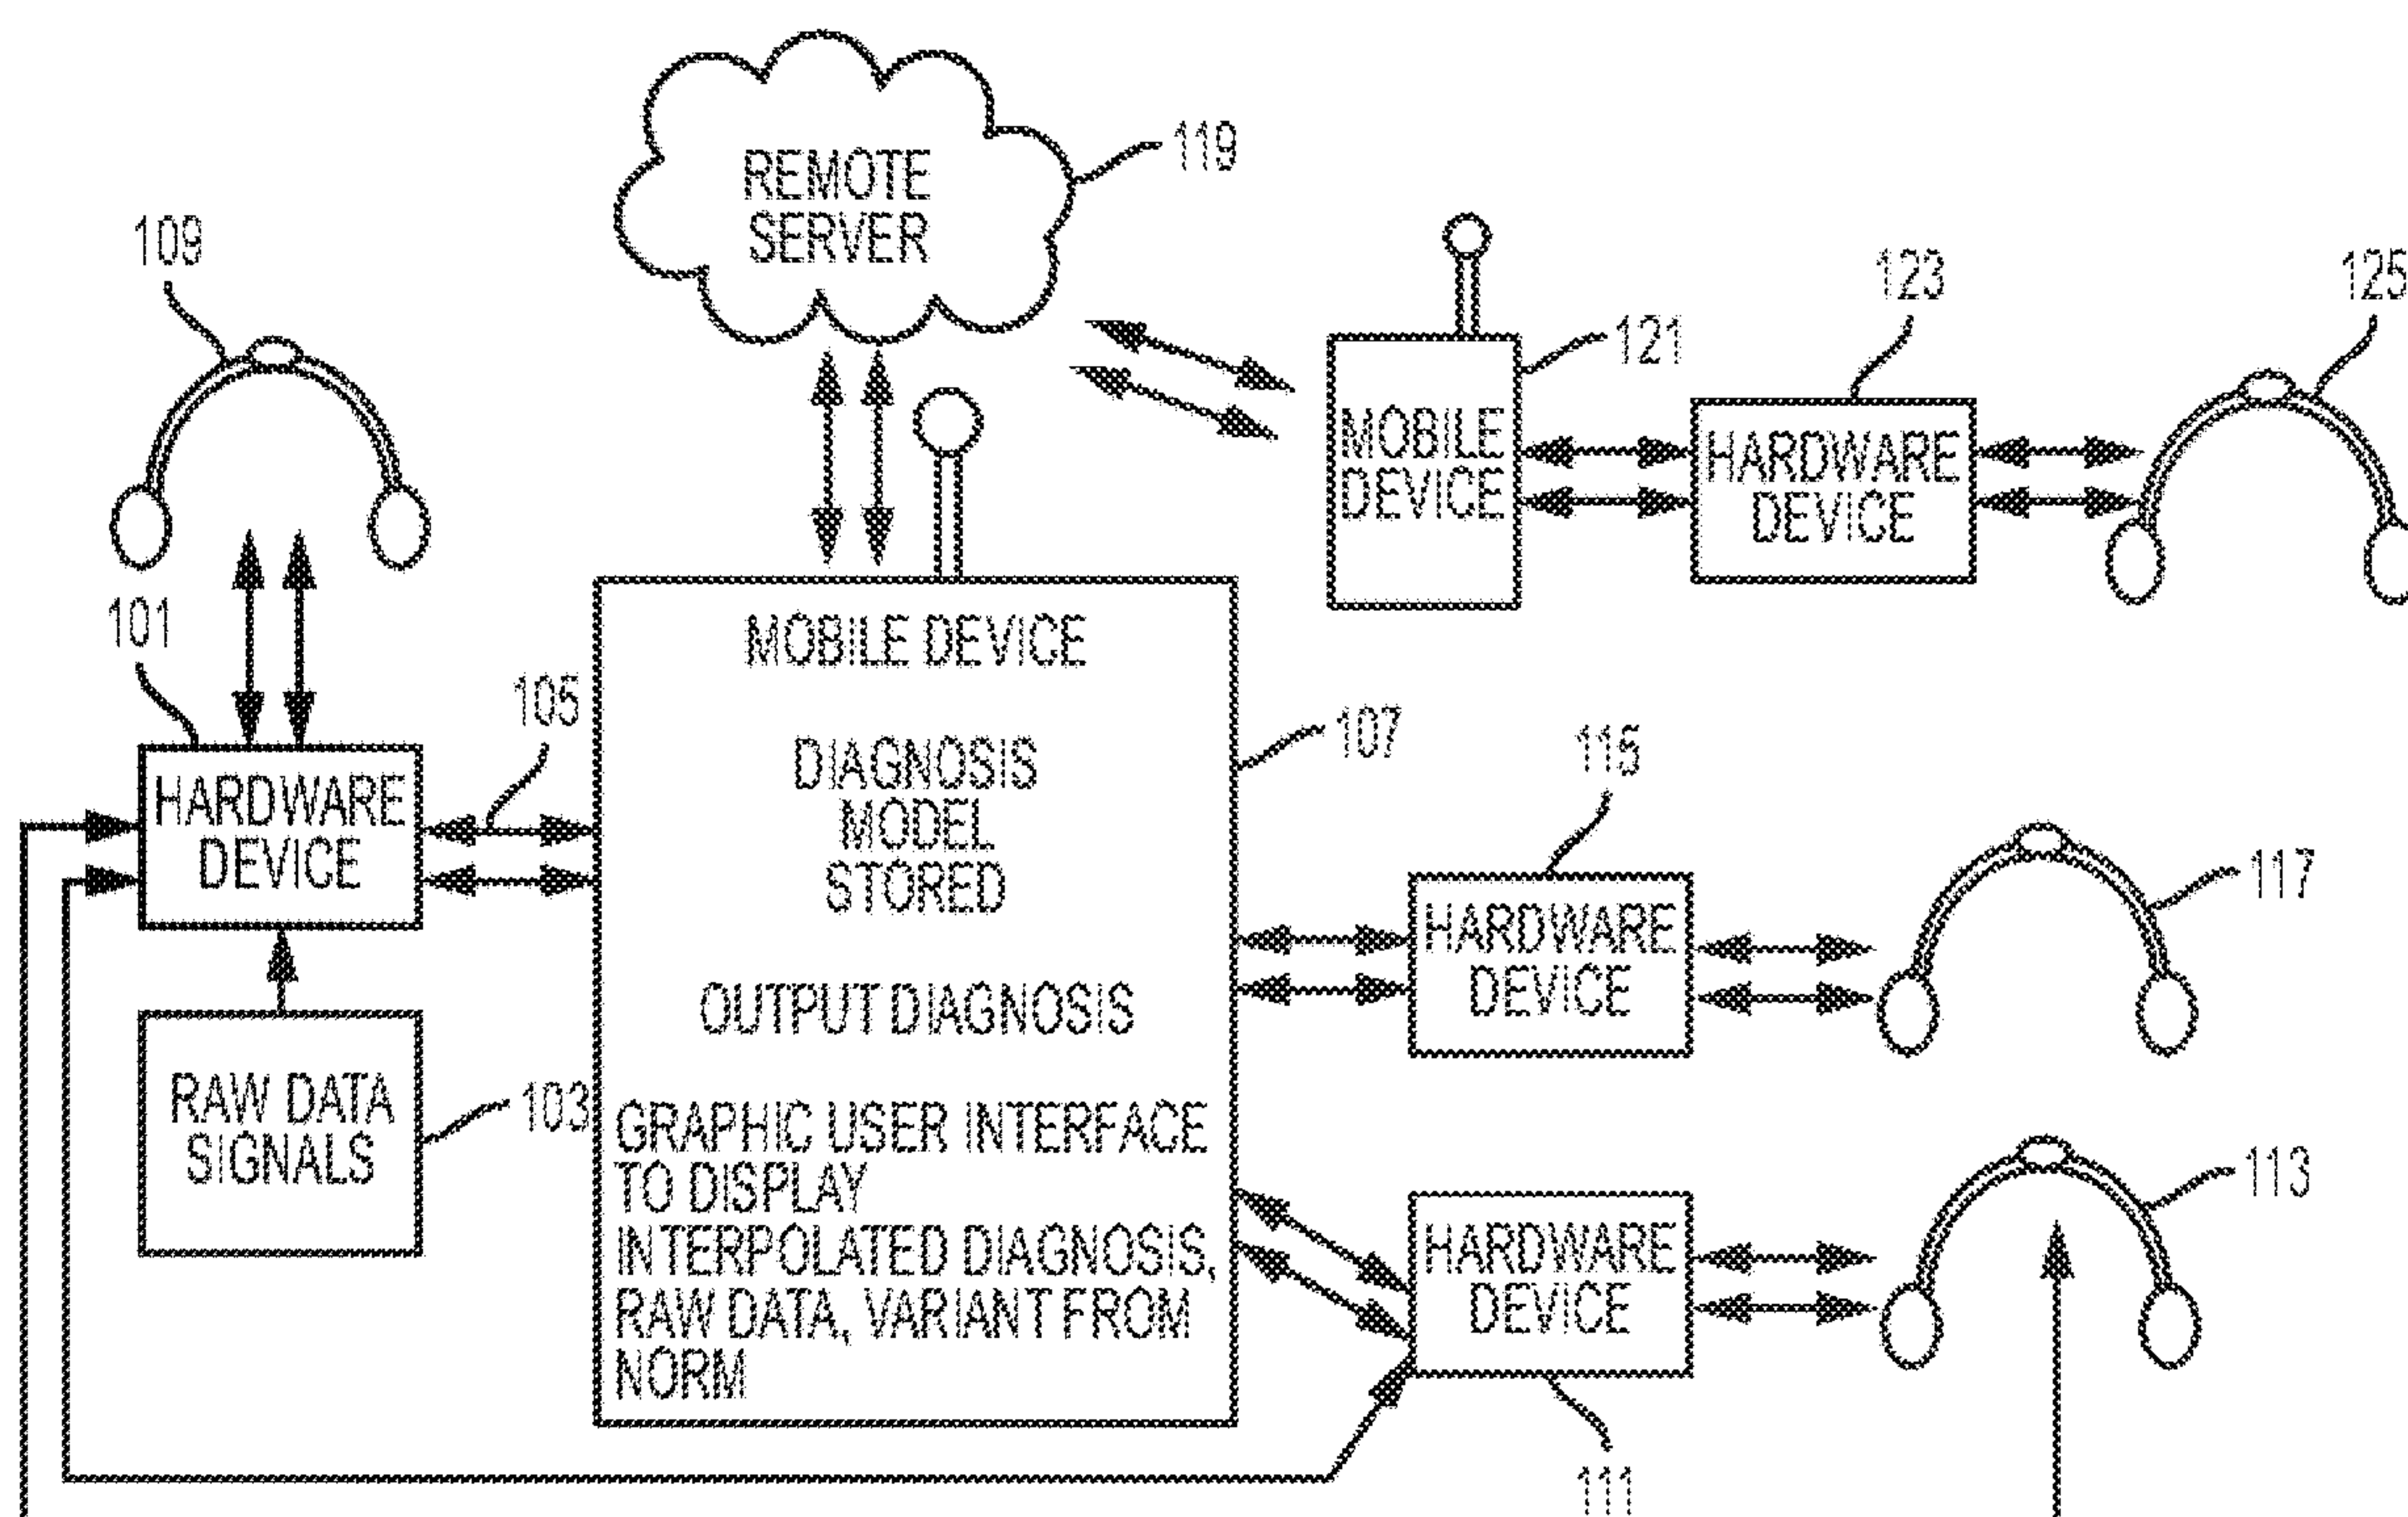 REMOTE
SERVER
119
109
123
125
121
MOBILE
DEVICE
HARDWARE
DEVICE
101
105
MOBILE DEVICE
107
115
DIAGNOSIS
MODEL
STORED
HARDWARE
DEVICE
117
HARDWARE
DEVICE
OUTPUT DIAGNOSIS
RAW DATA
SIGNALS
103
GRAPHIC USER INTERFACE
TO DISPLAY
INTERPOLATED DIAGNOSIS,
RAW DATA, VARIANT FROM
NORM
113
HARDWARE
DEVICE
111